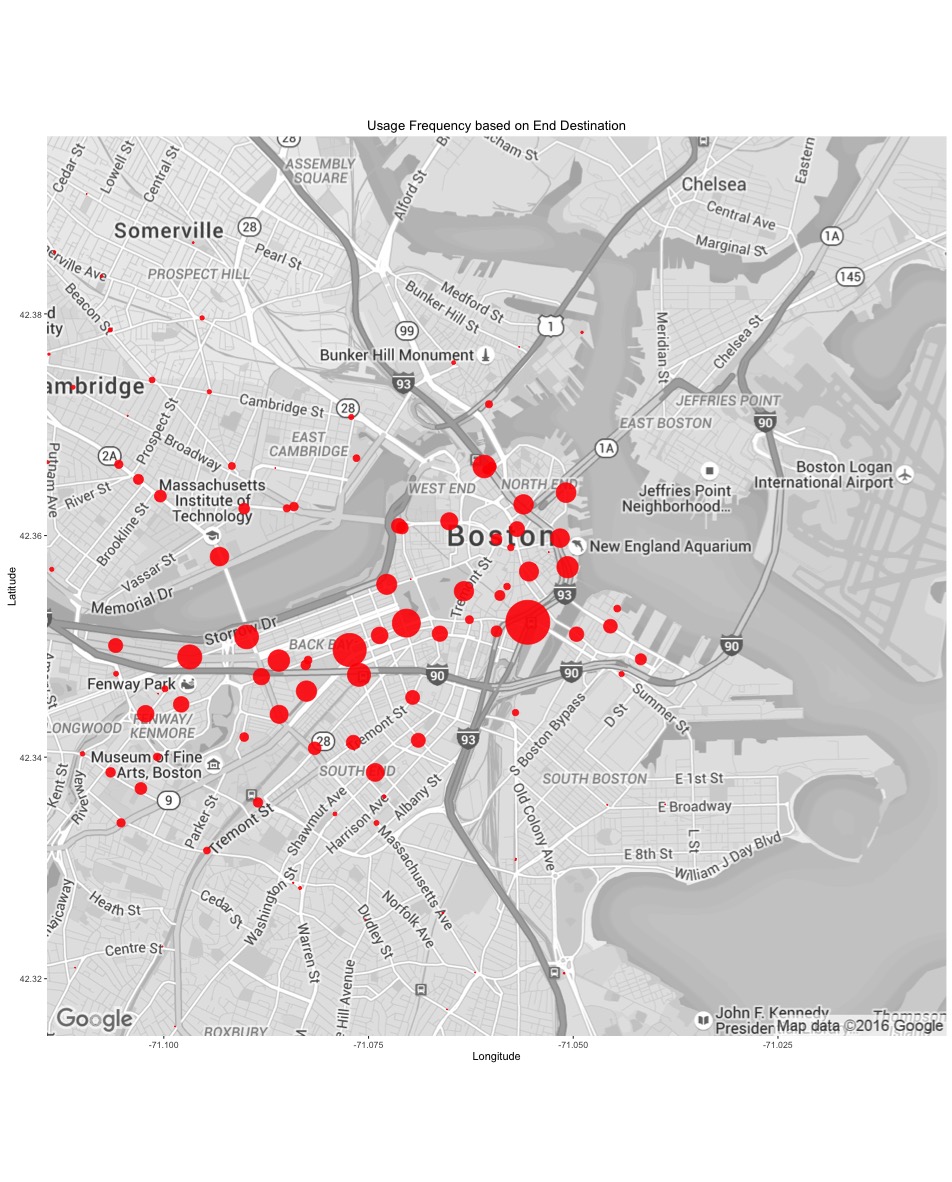 Usage Frequency based on End Destination
28
ASSEMBLY
SQUARE
Cedar St
Lowell St
Central St
Alford St
cham St
Chelsea
Eastern
Central Ave
Marginal St
1A
145
Somerville
28
Pearl St
PROSPECT HILL
erville Ave
Beacon S
Medford St
Bunker Hill St
Meridian St
Chelsea St
42.38
d
ity
99
1
Bunker Hill Monument
93
ambridge
Cambridge St
28
JEFFRIES POINT
90
EAST BOSTON
Prospect St
Broadway
EAST
CAMBRIDGE
2A
1A
Putnam Ave
River St
Massachusetts
Institute of
Technology
WEST END
NORTH END
Jeffries Point
Neighborhood...
Boston Logan
International Airport
Brookline St
42.36
Boston
New England Aquarium
Vassar St
Memorial Dr
93
Storrow Dr
BACK BAY
90
90
90
Fenway Park
Summer St
LONGWOOD
FENWAY/
KENMORE
D St
S Boston Bypass
28
93
42.34
Museum of Fine
Arts, Boston
SOUTH END
SOUTH BOSTON
E 1st St
Kent St
Riverway
9
Parker St
Tremont St
Shawmut Ave
Harrison Ave
Albany St
Old Colony Ave
E Broadway
L St
E 8th St
William J Day Blvd
Massachusetts Ave
Heath St
Cedar St
Washington St
Norfolk Ave
Dudley St
Warren St
Centre St
42.32
e Hill Avenue
ROXBURY
Google
John F. Kennedy
Presiden
Map data ©2016 Google
Thompson
Latitude
-71.100
-71.075
-71.050
-71.025
Longitude